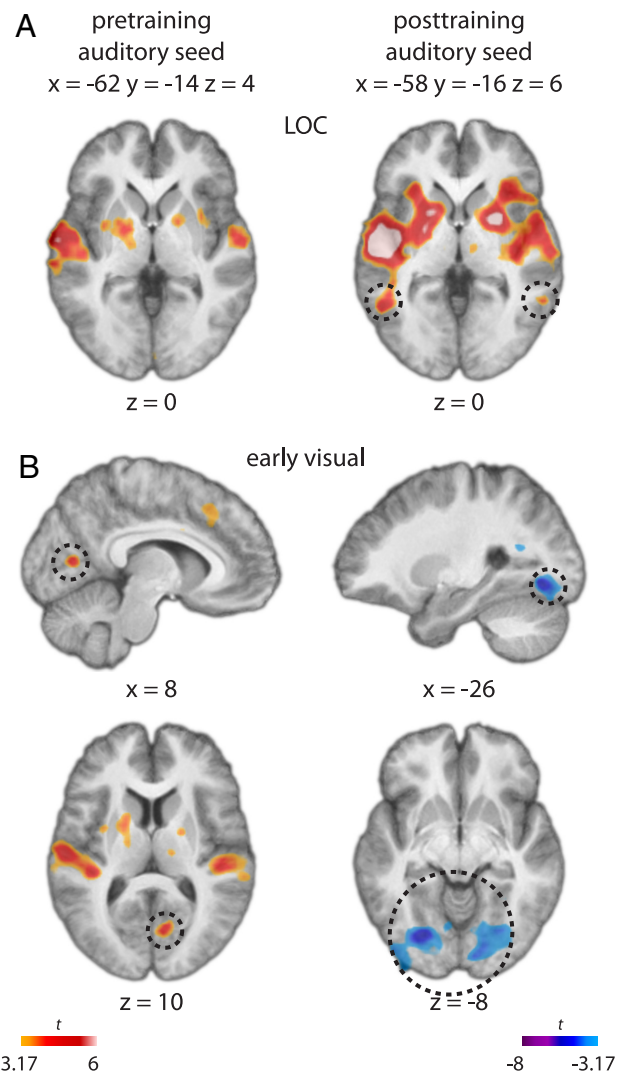 A
pretraining
auditory seed
x = -62 y = -14 z = 4
posttraining
auditory seed
x = -58 y = -16 z = 6
LOC
z = 0
z = 0
B
early visual
x = 8
x = -26
z = 10
z = -8
t
3.17 6
t
-8 -3.17